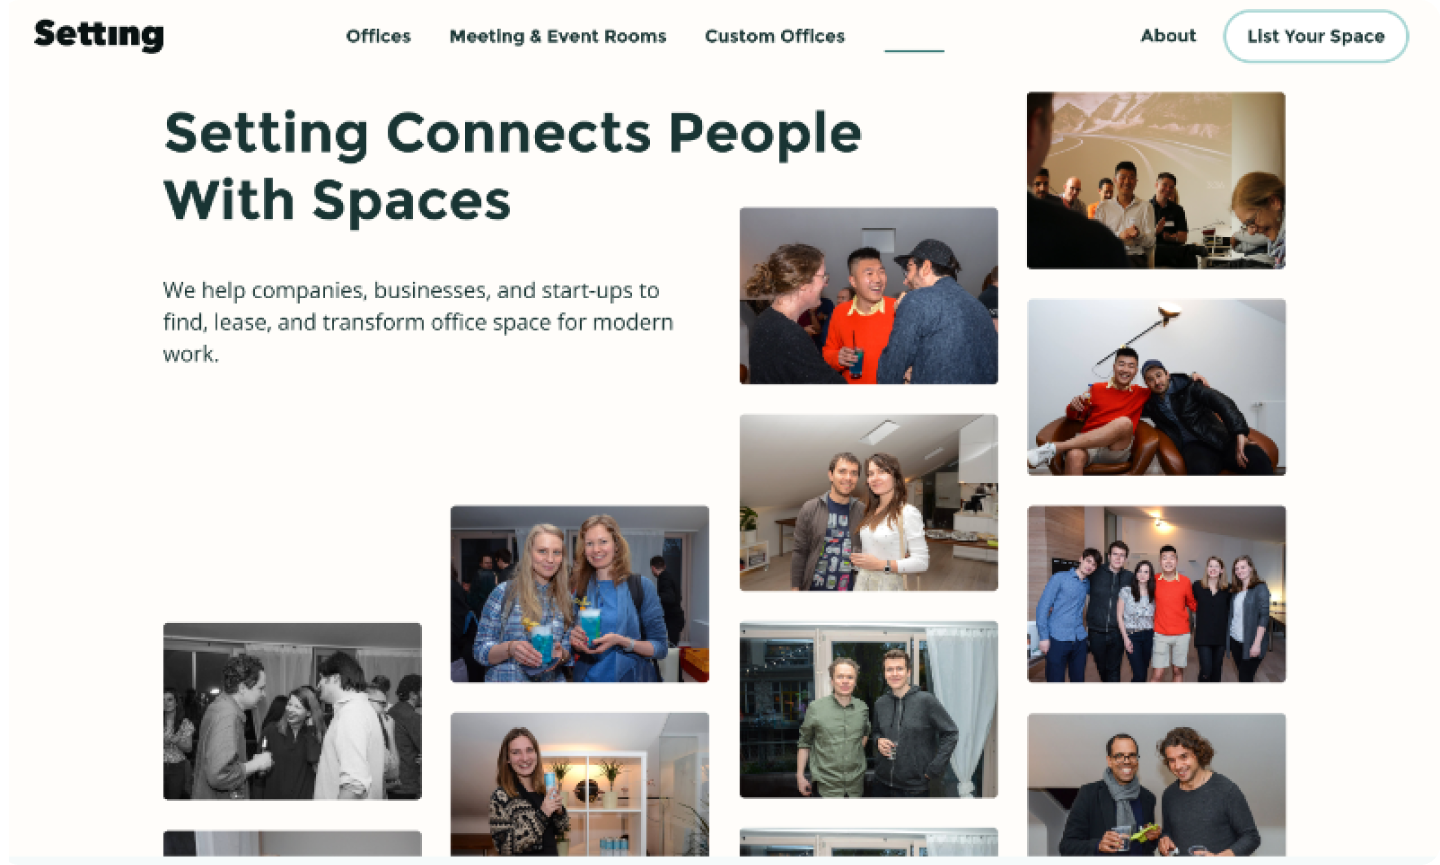 Setting
Offices
Meeting & Event Rooms
Custom Offices
About
List Your Space
Setting Connects People
With Spaces
We help companies, businesses, and start-ups to
find, lease, and transform office space for modern
work.